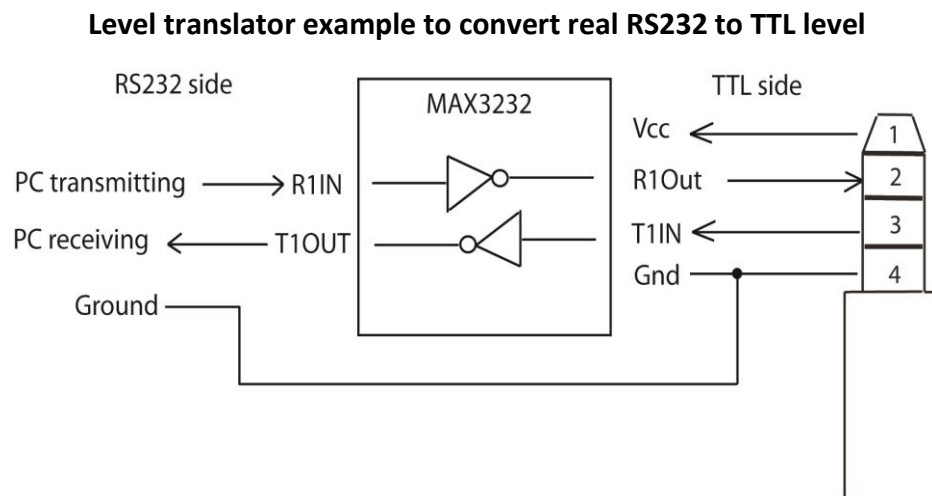 Level translator example to convert real RS232 to TTL level
RS232 side
MAX3232
TTL side
Vcc
1
PC transmitting
R1IN
R1Out
2
PC receiving
T1OUT
T1IN
3
Gnd
4
Ground